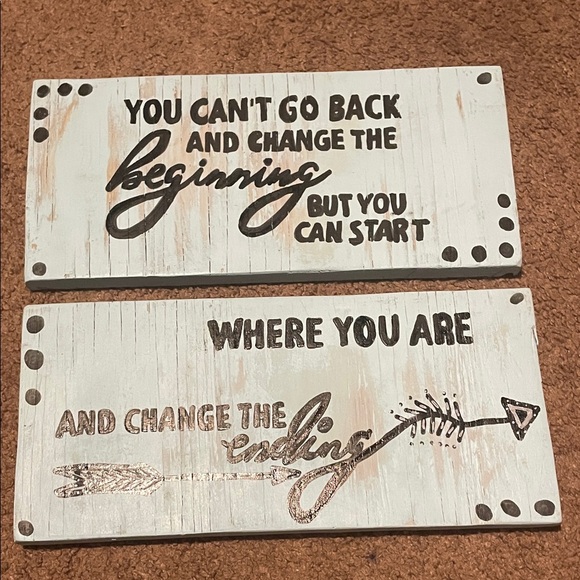 YOU CAN'T GO BACK
AND CHANGE THE
beginning
BUT YOU
CAN START
WHERE YOU ARE
AND CHANGE THE
ending